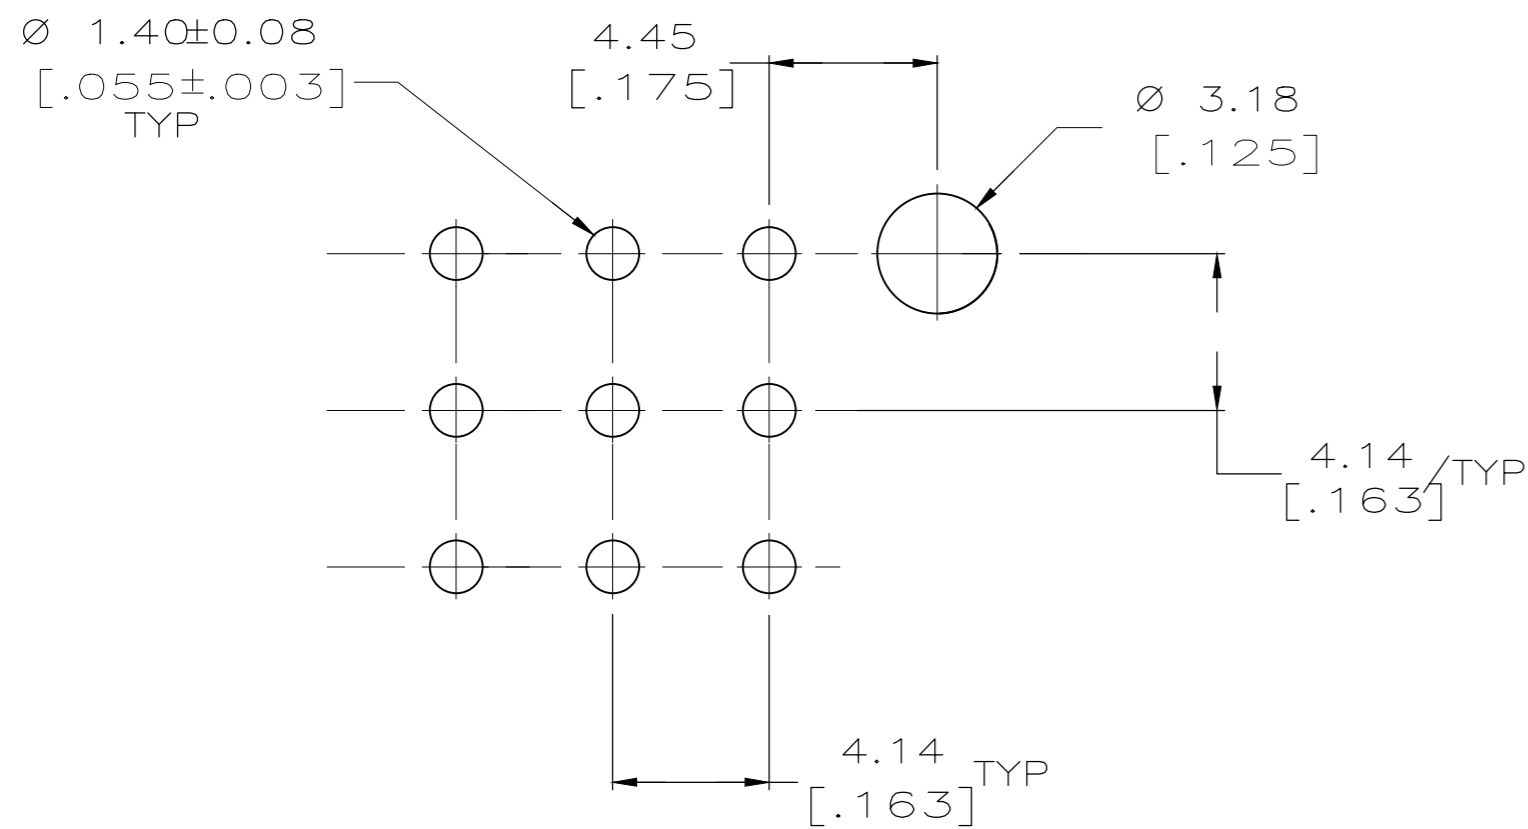 Ø 1.40±0.08
[.055±.003]
TYP
4.45
[.175]
Ø 3.18
[.125]
4.14
[.163]/TYP
4.14
[.163] TYP